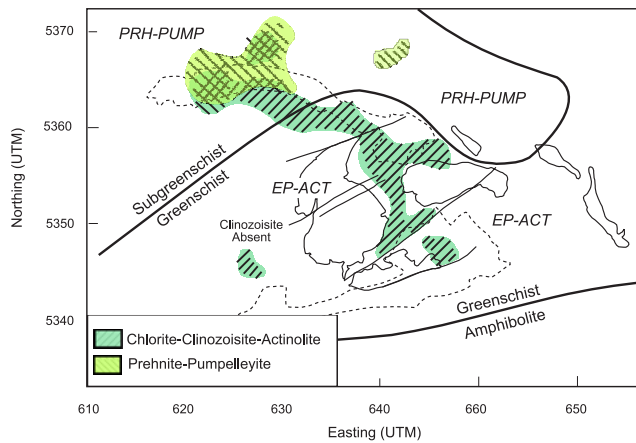 5370
PRH-PUMP
PRH-PUMP
5360
Northing (UTM)
Subgreenschist
Greenschist
EP-ACT
EP-ACT
Clinozoisite
Absent
5350
5340
Greenschist
Amphibolite
Chlorite-Clinozoisite-Actinolite
Prehnite-Pumpelleyite
610
620
630
640
660
650
Easting (UTM)